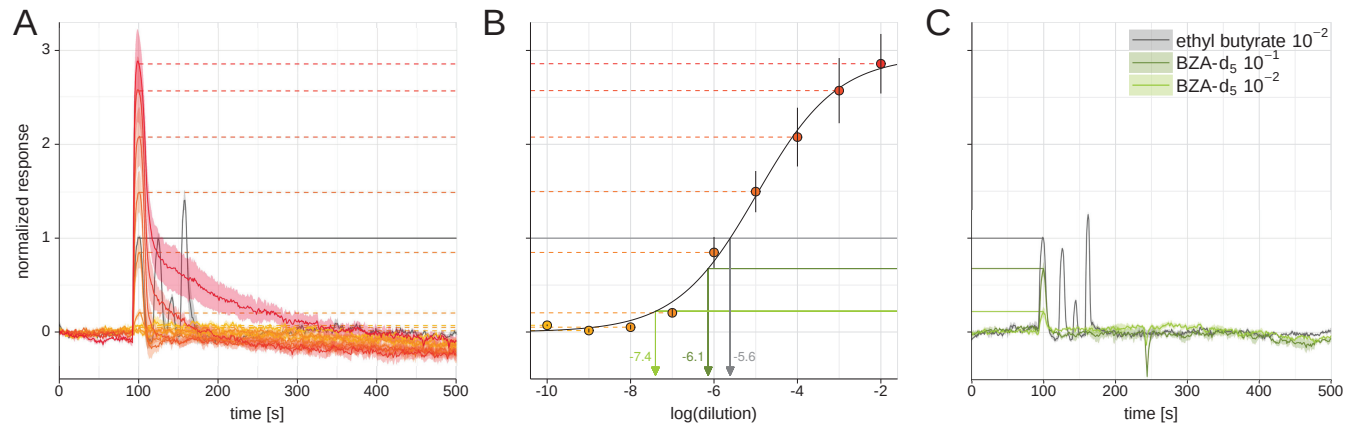 A
B
C
normalized response
3
2
1
0
0
100
200
300
400
500
time [s]
-7.4
-6.1
-5.6
-10
-8
-6
-4
-2
log(dilution)
ethyl butyrate 10⁻²
BZA-d₅ 10⁻¹
BZA-d₅ 10⁻²
0
100
200
300
400
500
time [s]